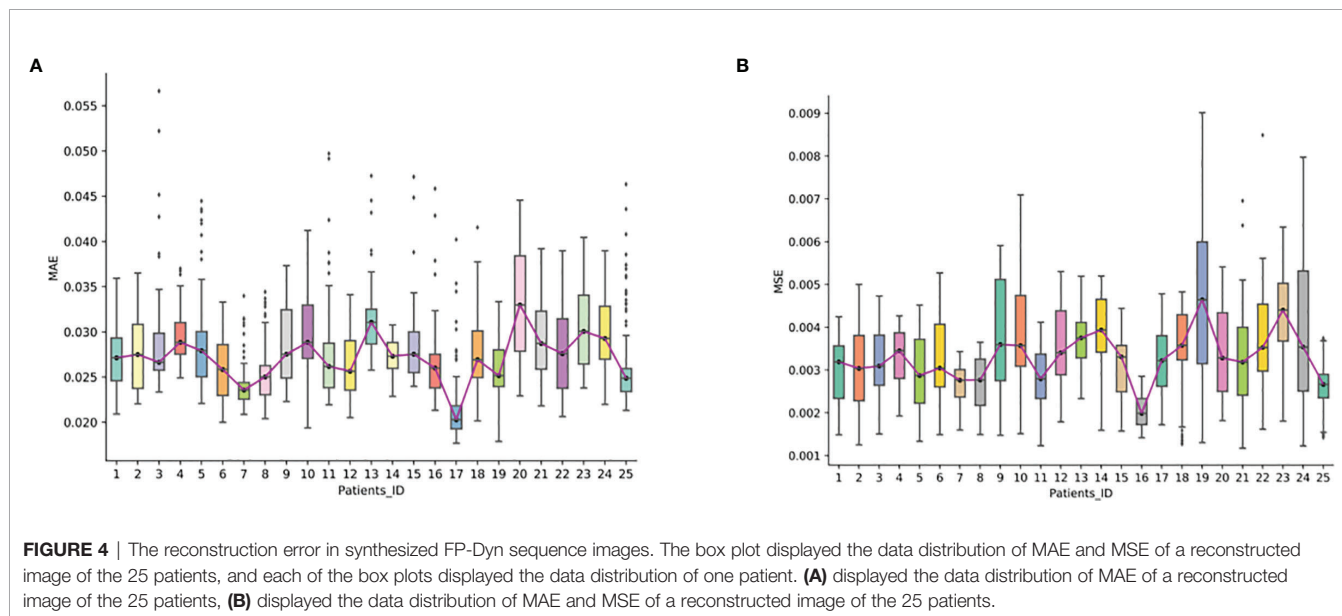 A
B
0.055
0.050
0.045
0.040
0.035
0.030
0.025
0.020
MAE
1 2 3 4 5 6 7 8 9 10 11 12 13 14 15 16 17 18 19 20 21 22 23 24 25
Patients_ID
0.009
0.008
0.007
0.006
0.005
0.004
0.003
0.002
0.001
MSE
1 2 3 4 5 6 7 8 9 10 11 12 13 14 15 16 17 18 19 20 21 22 23 24 25
Patients_ID
FIGURE 4 | The reconstruction error in synthesized FP-Dyn sequence images. The box plot displayed the data distribution of MAE and MSE of a reconstructed
image of the 25 patients, and each of the box plots displayed the data distribution of one patient. (A) displayed the data distribution of MAE of a reconstructed
image of the 25 patients, (B) displayed the data distribution of MAE and MSE of a reconstructed image of the 25 patients.